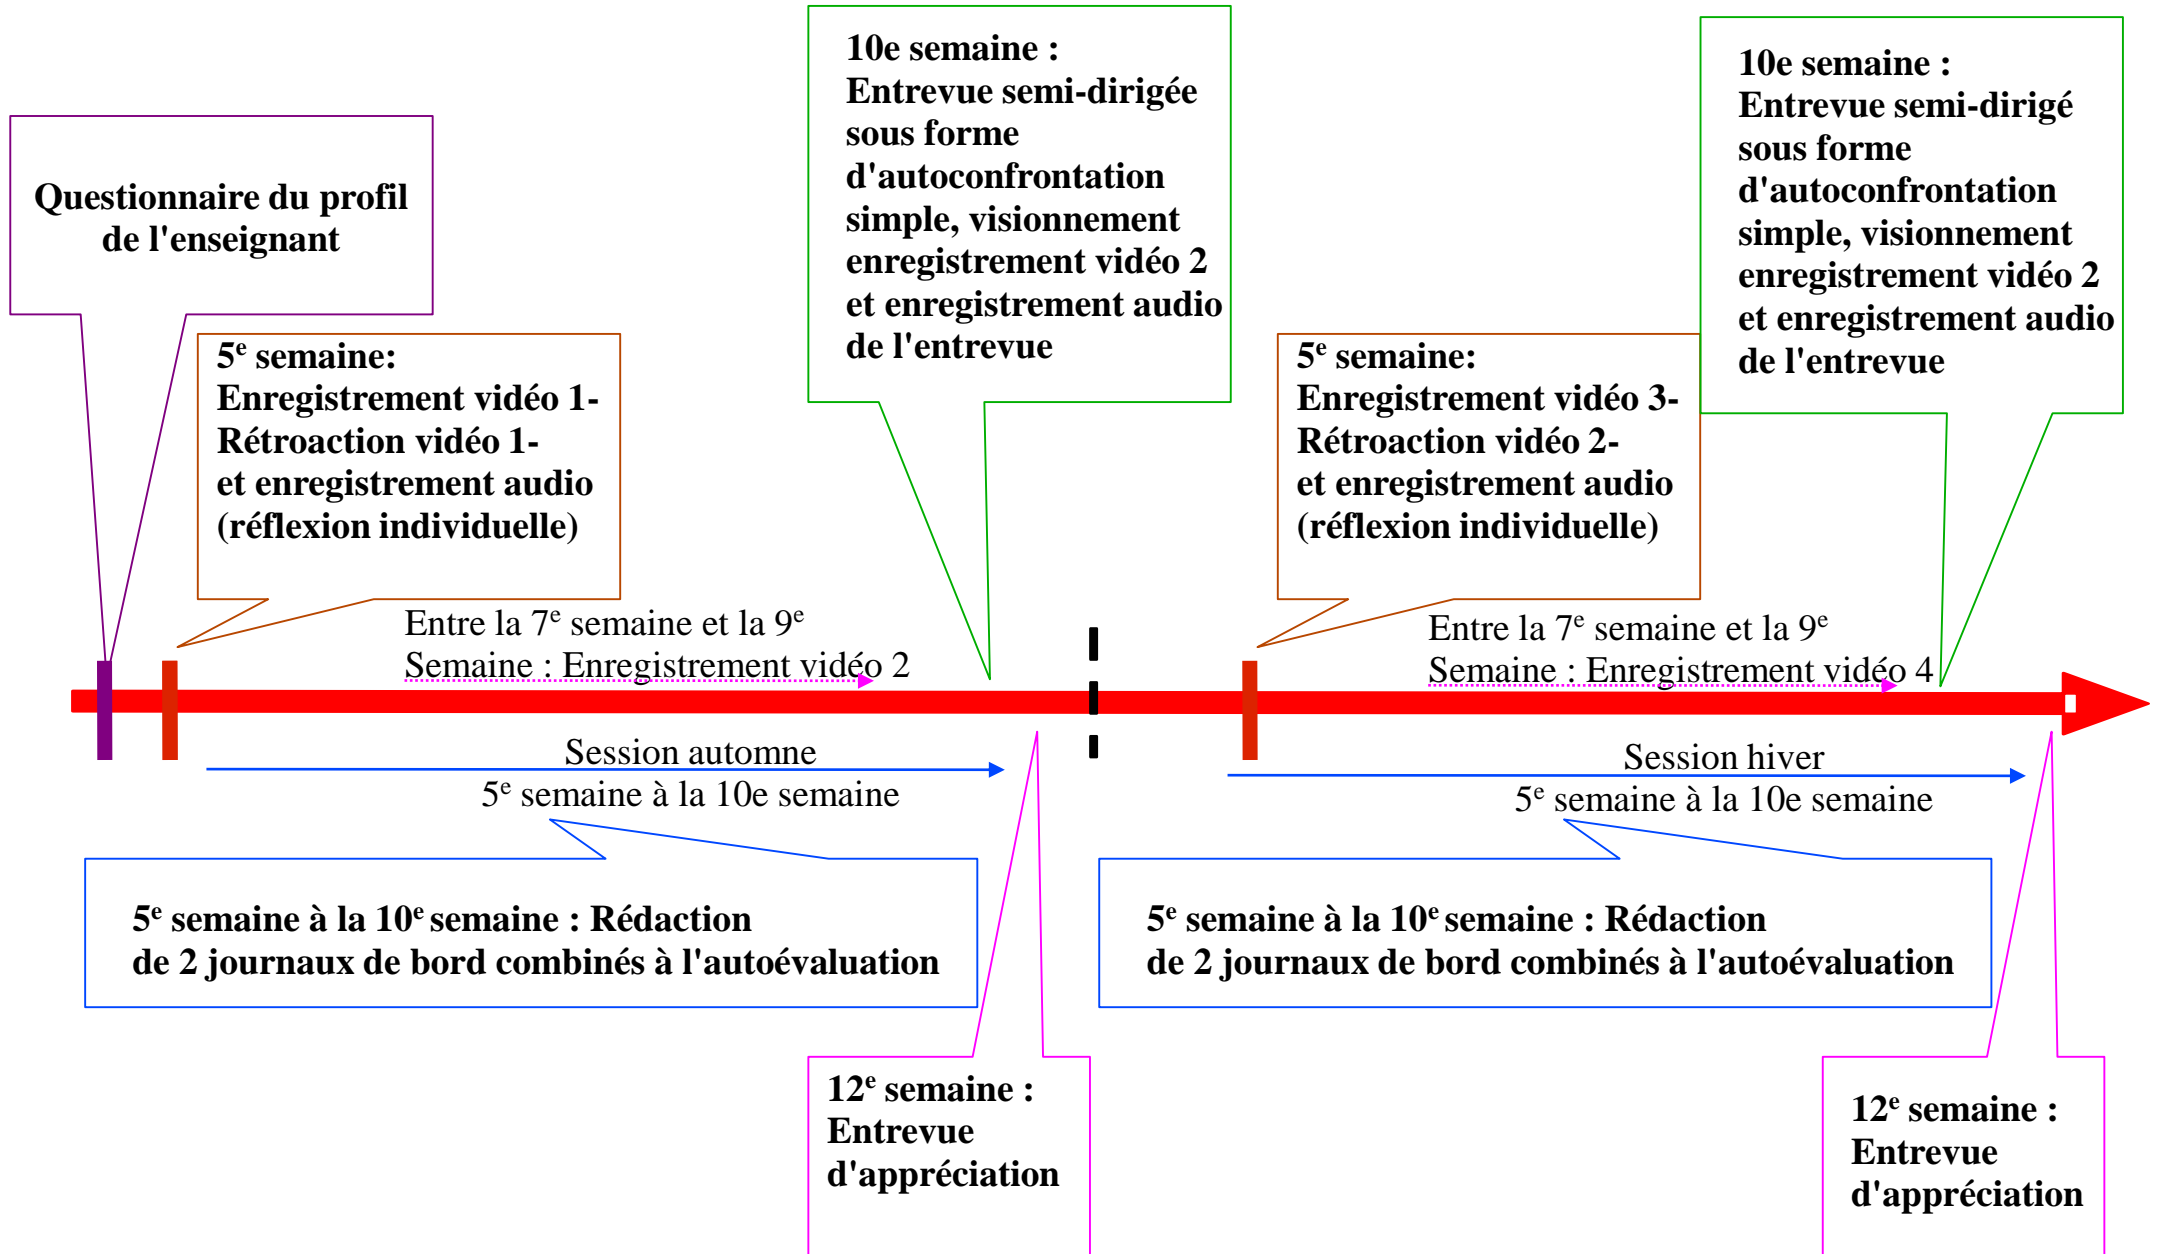 Questionnaire du profil
de l'enseignant
5e semaine:
Enregistrement vidéo 1-
Rétroaction vidéo 1-
et enregistrement audio
(réflexion individuelle)
10e semaine :
Entrevue semi-dirigée
sous forme
d'autoconfrontation
simple, visionnement
enregistrement vidéo 2
et enregistrement audio
de l'entrevue
5e semaine:
Enregistrement vidéo 3-
Rétroaction vidéo 2-
et enregistrement audio
(réflexion individuelle)
10e semaine :
Entrevue semi-dirigé
sous forme
d'autoconfrontation
simple, visionnement
enregistrement vidéo 2
et enregistrement audio
de l'entrevue
Entre la 7e semaine et la 9e
Semaine : Enregistrement vidéo 2
Entre la 7e semaine et la 9e
Semaine : Enregistrement vidéo 4
Session automne
5e semaine à la 10e semaine
Session hiver
5e semaine à la 10e semaine
5e semaine à la 10e semaine : Rédaction
de 2 journaux de bord combinés à l'autoévaluation
5e semaine à la 10e semaine : Rédaction
de 2 journaux de bord combinés à l'autoévaluation
12e semaine :
Entrevue
d'appréciation
12e semaine :
Entrevue
d'appréciation